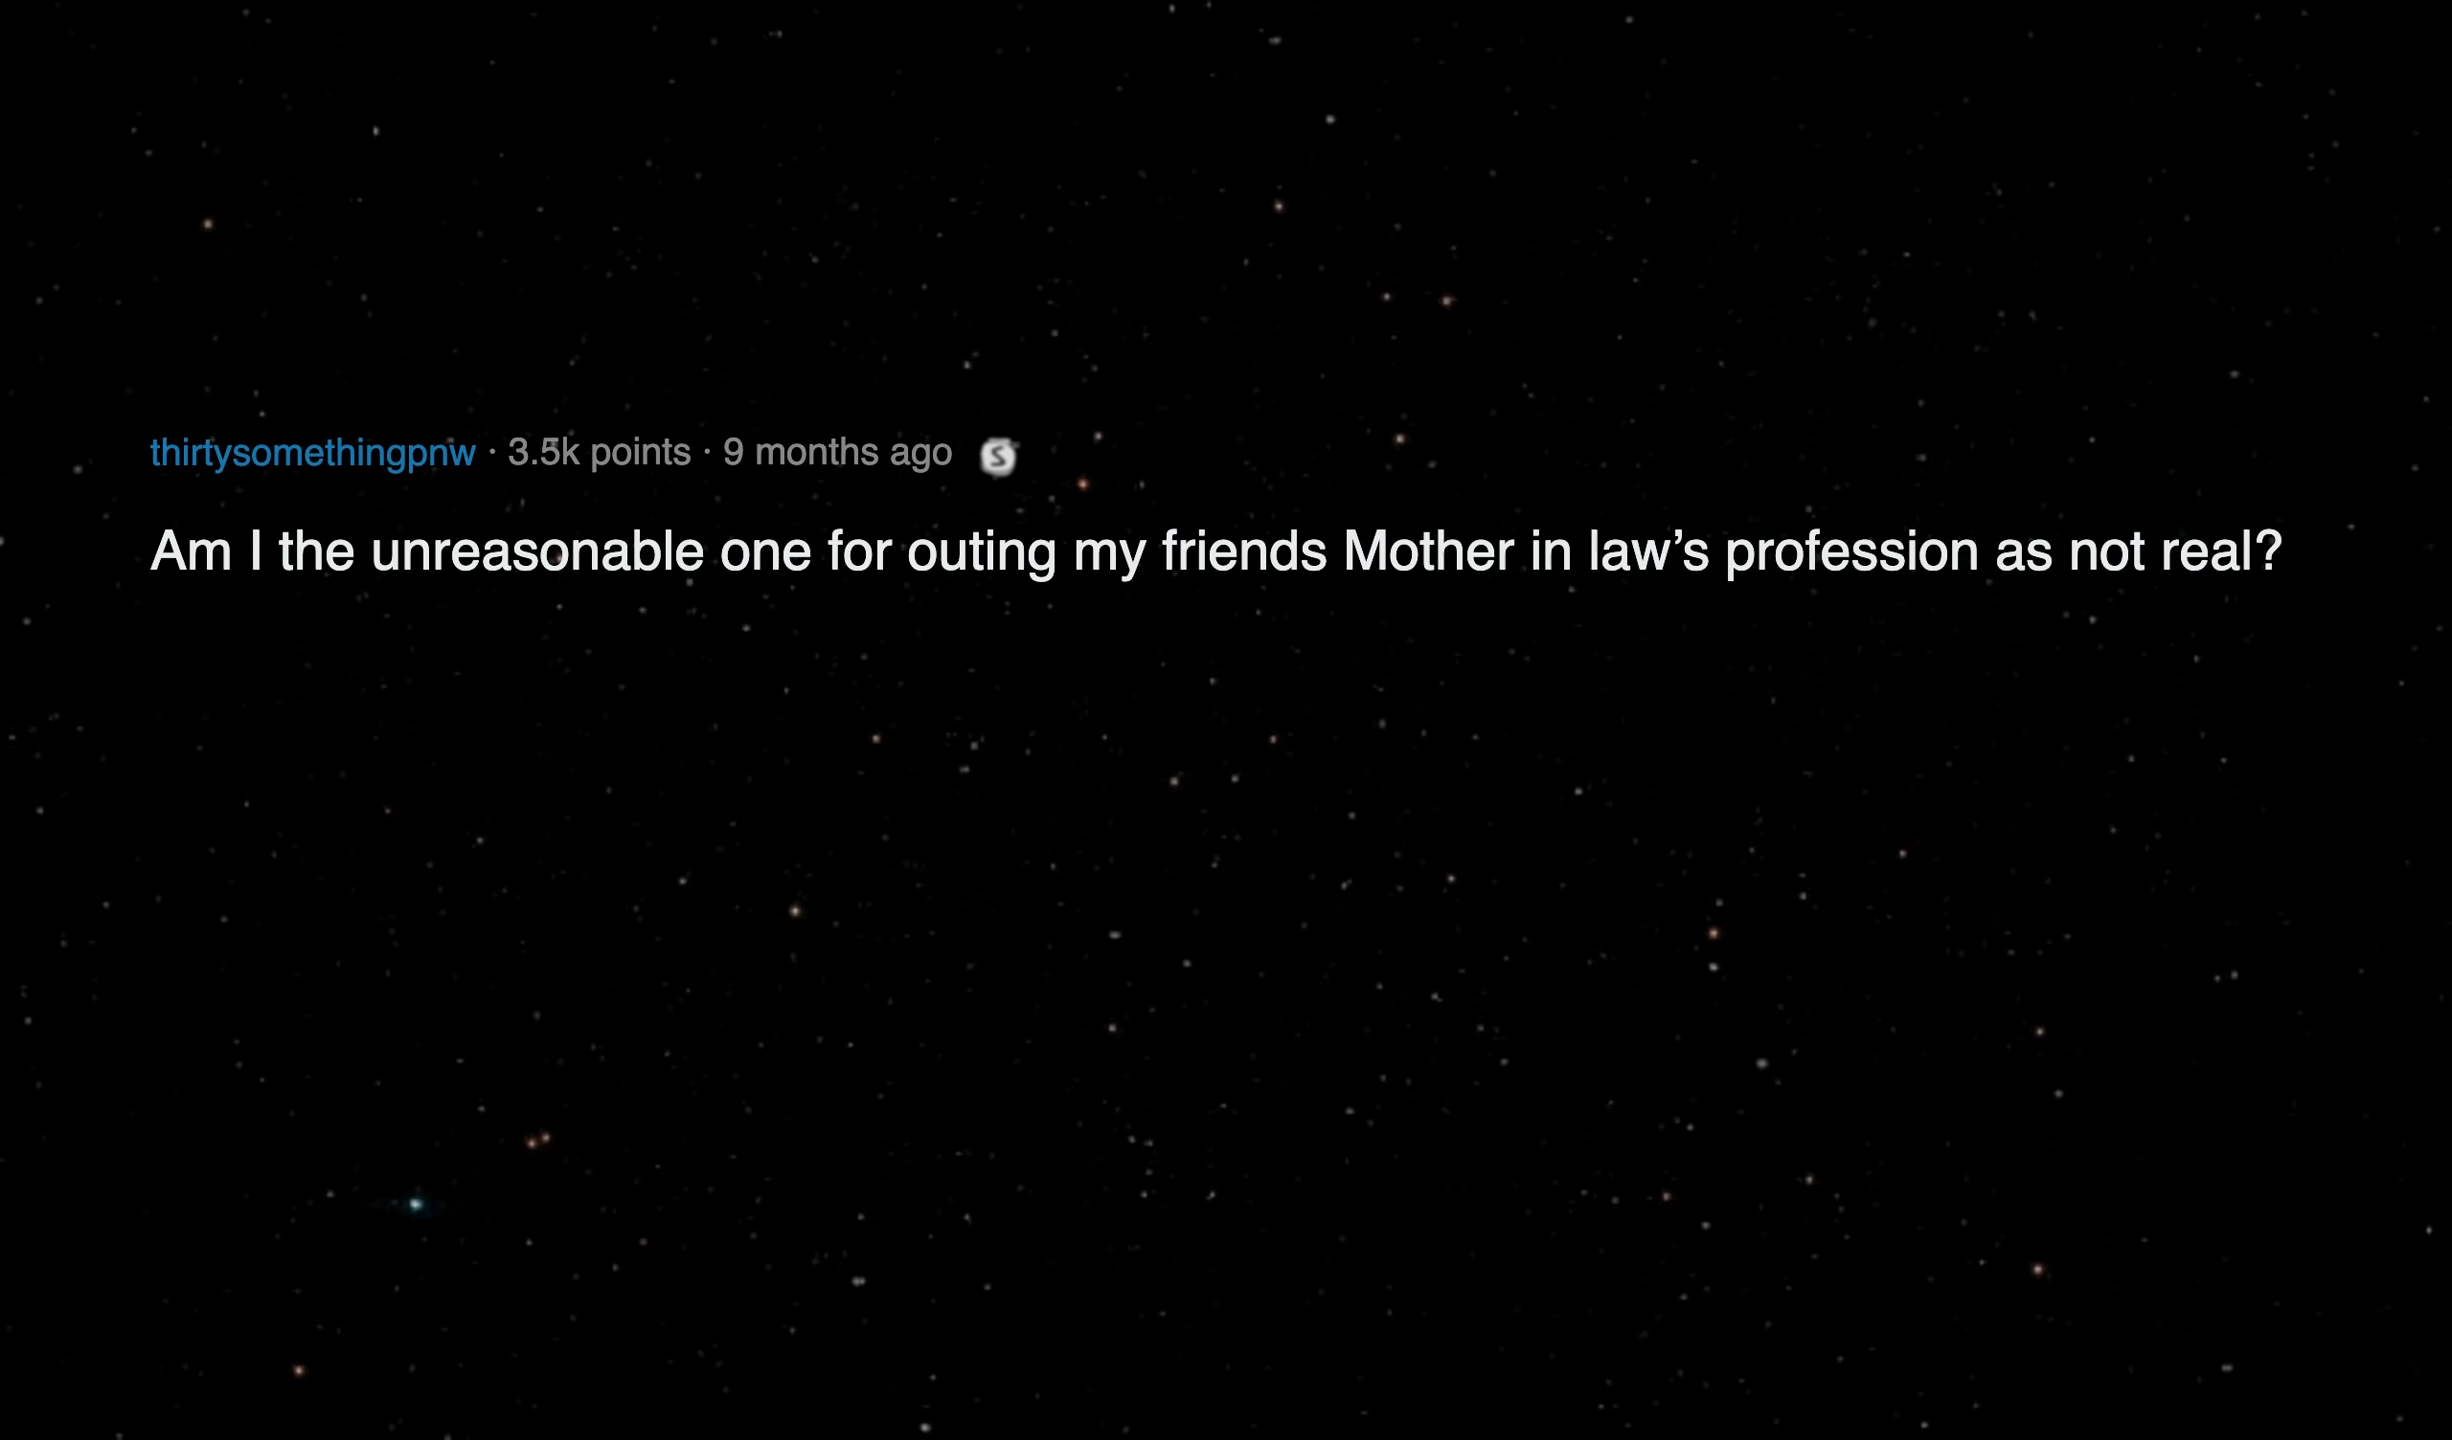 thirtysomethingpnw · 3.5k points · 9 months ago S
Am I the unreasonable one for outing my friends Mother in law’s profession as not real?